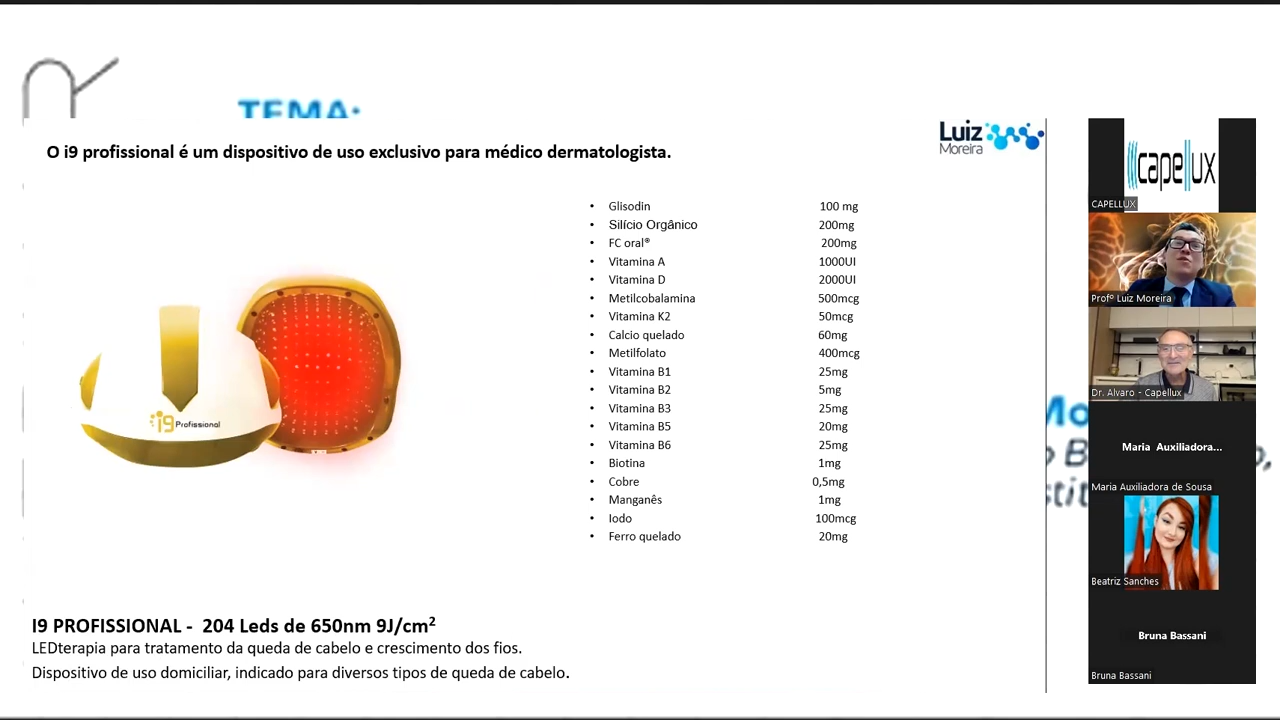 TEMA:
O i9 profissional é um dispositivo de uso exclusivo para médico dermatologista.
Luiz
Moreira
• Glisodin 100 mg
• Silício Orgânico 200mg
• FC oral® 200mg
• Vitamina A 1000UI
• Vitamina D 2000UI
• Metilcobalamina 500mcg
• Vitamina K2 50mcg
• Calcio quelado 60mg
• Metilfolato 400mcg
• Vitamina B1 25mg
• Vitamina B2 5mg
• Vitamina B3 25mg
• Vitamina B5 20mg
• Vitamina B6 25mg
• Biotina 1mg
• Cobre 0,5mg
• Manganês 1mg
• Iodo 100mcg
• Ferro quelado 20mg
i9 Profissional
I9 PROFISSIONAL - 204 Leds de 650nm 9J/cm²
LEDterapia para tratamento da queda de cabelo e crescimento dos fios.
Dispositivo de uso domiciliar, indicado para diversos tipos de queda de cabelo.
capellux
CAPELLUX
Profº Luiz Moreira
Dr. Alvaro - Capellux
Maria Auxiliadora...
Maria Auxiliadora de Sousa
Beatriz Sanches
Bruna Bassani
Bruna Bassani